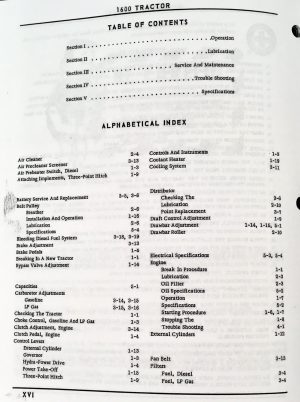 1600 TRACTOR
TABLE OF CONTENTS
Section I Operation
Section II Lubrication
Section III Service And Maintenance
Section IV Trouble Shooting
Section V Specifications
ALPHABETICAL INDEX
Air Cleaner 3-4
Air Precleaner Screener 3-13
Air Preheater Switch, Diesel 1-3
Attaching Implements, Three-Point Hitch 1-9
Battery Service And Replacement 3-5, 3-6
Belt Pulley
Breather 3-8
Installation And Operation 1-16
Lubrication 2-6
Specifications 5-4
Bleeding Diesel Fuel System 3-18, 3-19
Brake Adjustment 3-12
Brake Pedals 1-4
Breaking In A New Tractor 1-1
Bypass Valve Adjustment 1-14
Capacities 5-1
Carburetor Adjustments
Gasoline 3-14, 3-15
LP Gas 3-15, 3-16
Checking The Tractor 1-1
Choke Control, Gasoline And LP Gas 1-3
Clutch Adjustment, Engine 3-14
Clutch Pedal, Engine 1-4
Control Levers
External Cylinder 1-13
Governor 1-3
Hydra-Power Drive 1-4
Power Take-Off 1-15
Three-Point Hitch 1-9
Controls And Instruments 1-2
Coolant Heater 1-19
Cooling System 3-11
Distributor
Checking The 3-6
Lubrication 2-10
Point Replacement 3-7
Draft Control Adjustment 1-9
Drawbar Adjustment 1-14, 1-15, 5-1
Drawbar Roller 2-10
Electrical Specifications 5-3, 5-4
Engine
Break In Procedure 1-1
Lubrication 2-3
Oil Filter 2-3
Oil Specifications 5-2
Operation 1-7
Specifications 5-2
Starting Procedure 1-6, 1-7
Stopping The 1-8
Trouble Shooting 4-1
External Cylinders 1-12
Fan Belt 3-13
Filters
Fuel, Diesel 3-4
Fuel, LP Gas 3-4
XVI